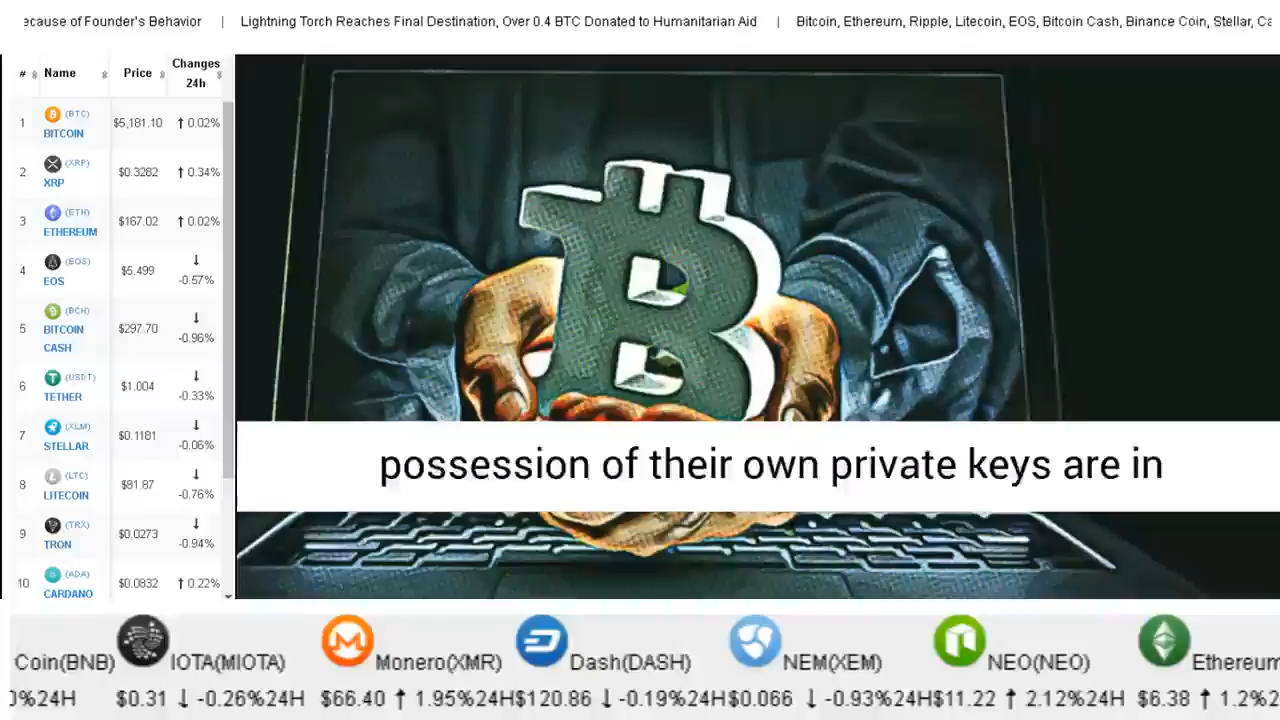 ecause of Founder's Behavior | Lightning Torch Reaches Final Destination, Over 0.4 BTC Donated to Humanitarian Aid | Bitcoin, Ethereum, Ripple, Litecoin, EOS, Bitcoin Cash, Binance Coin, Stellar,
# Name Price Changes 24h
1 (BTC) BITCOIN $5,181.10 ↑ 0.02%
2 (XRP) XRP $0.3282 ↑ 0.34%
3 (ETH) ETHEREUM $167.02 ↑ 0.02%
4 (EOS) EOS $5.499 ↓ -0.57%
5 (BCH) BITCOIN CASH $297.70 ↓ -0.96%
6 (USDT) TETHER $1.004 ↓ -0.33%
7 (XLM) STELLAR $0.1181 ↓ -0.06%
8 (LTC) LITECOIN $81.87 ↓ -0.76%
9 (TRX) TRON $0.0273 ↓ -0.94%
10 (ADA) CARDANO $0.0832 ↑ 0.22%
possession of their own private keys are in
Coin(BNB) IOTA(MIOTA) Monero(XMR) Dash(DASH) NEM(XEM) NEO(NEO) Ethereum
0%24H $0.31 ↓ -0.26%24H $66.40 ↑ 1.95%24H $120.86 ↓ -0.19%24H $0.066 ↓ -0.93%24H $11.22 ↑ 2.12%24H $6.38 ↑ 1.2%2